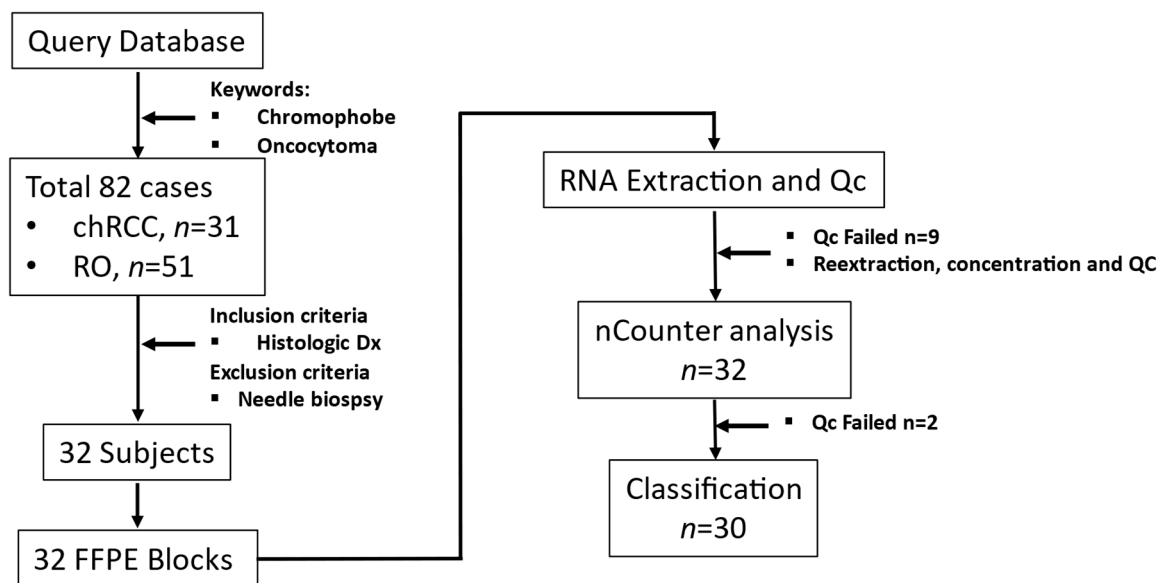 Query Database
Keywords:
▪ Chromophobe
▪ Oncocytoma
Total 82 cases
• chRCC, n=31
• RO, n=51
Inclusion criteria
▪ Histologic Dx
Exclusion criteria
▪ Needle biospsy
32 Subjects
32 FFPE Blocks
RNA Extraction and Qc
▪ Qc Failed n=9
▪ Reextraction, concentration and QC
nCounter analysis
n=32
▪ Qc Failed n=2
Classification
n=30